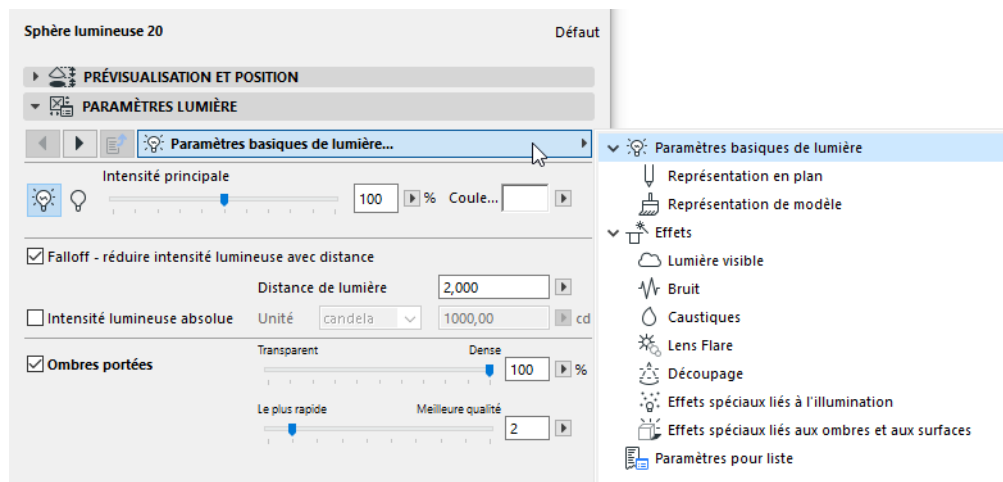 Sphère lumineuse 20
Défaut
PRÉVISUALISATION ET POSITION
PARAMÈTRES LUMIÈRE
Paramètres basiques de lumière...
Intensité principale
100 % Coule...
Falloff - réduire intensité lumineuse avec distance
Distance de lumière 2,000
Intensité lumineuse absolue Unité candela 1000,00 cd
Transparent Dense
Ombres portées 100 %
Le plus rapide Meilleure qualité
2
Paramètres basiques de lumière
Représentation en plan
Représentation de modèle
Effets
Lumière visible
Bruit
Caustiques
Lens Flare
Découpage
Effets spéciaux liés à l'illumination
Effets spéciaux liés aux ombres et aux surfaces
Paramètres pour liste